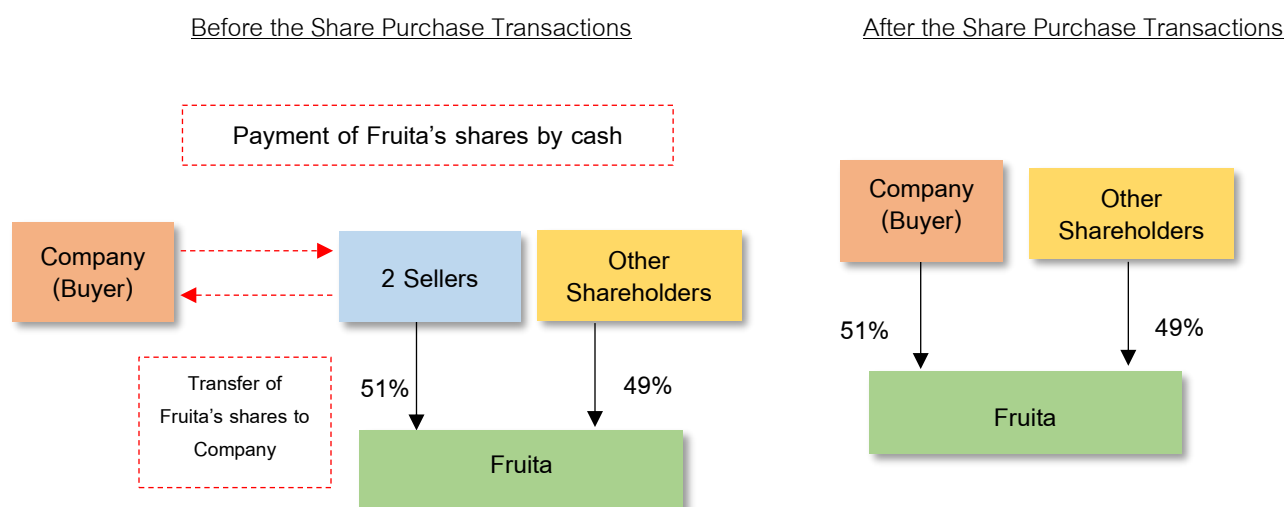 Before the Share Purchase Transactions
After the Share Purchase Transactions
Payment of Fruita's shares by cash
Company
(Buyer)
2 Sellers
Other
Shareholders
51%
49%
Transfer of
Fruita's shares to
Company
Fruita
Company
(Buyer)
Other
Shareholders
51%
49%
Fruita